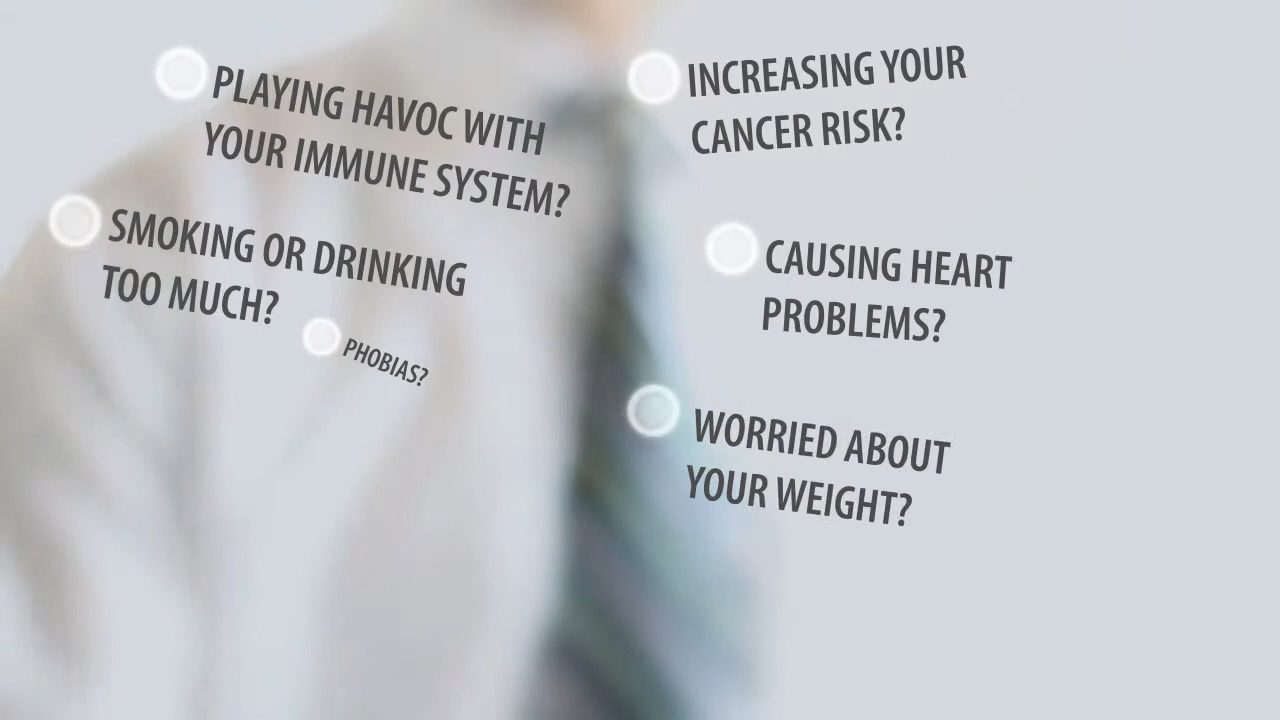 PLAYING HAVOC WITH
YOUR IMMUNE SYSTEM?
SMOKING OR DRINKING
TOO MUCH?
PHOBIAS?
INCREASING YOUR
CANCER RISK?
CAUSING HEART
PROBLEMS?
WORRIED ABOUT
YOUR WEIGHT?